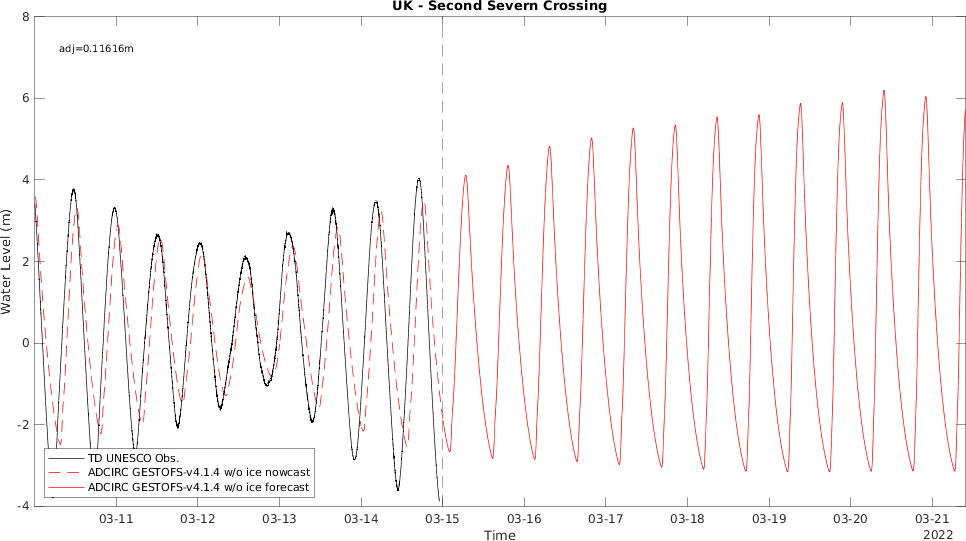 UK - Second Severn Crossing
adj=0.11616m
8
6
4
2
0
-2
-4
Water Level (m)
TD UNESCO Obs.
ADCIRC GESTOFS-v4.1.4 w/o ice nowcast
ADCIRC GESTOFS-v4.1.4 w/o ice forecast
03-11 03-12 03-13 03-14 03-15 03-16 03-17 03-18 03-19 03-20 03-21
Time
2022